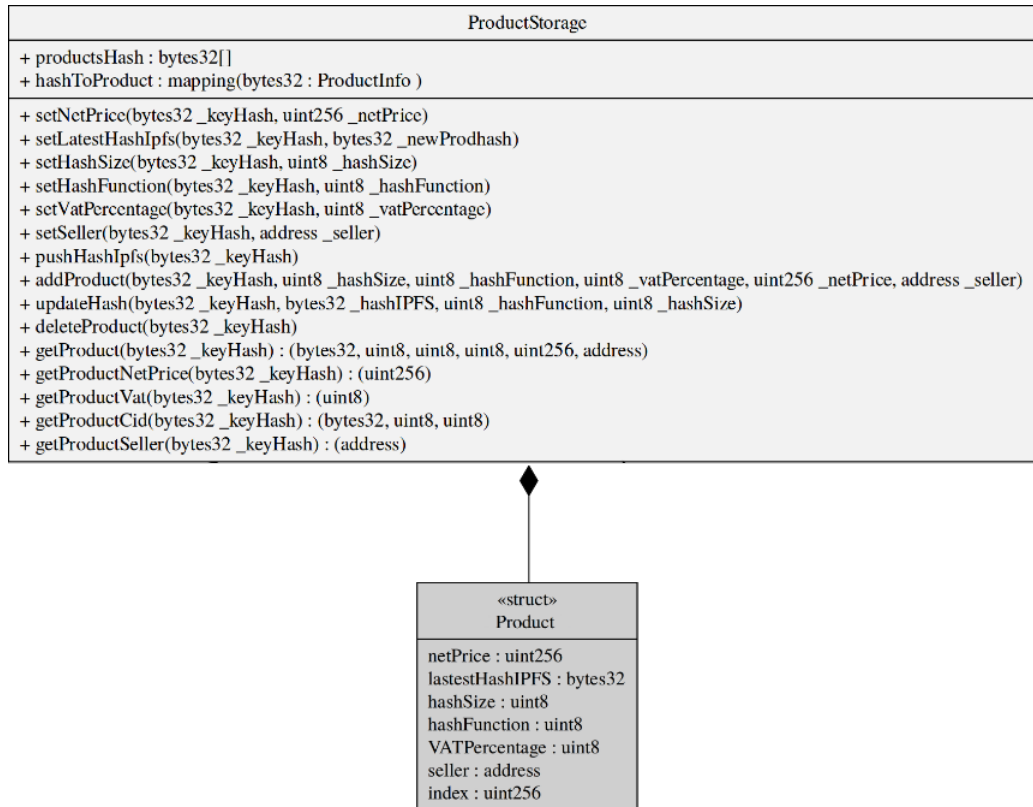 ProductStorage
+ productsHash : bytes32[]
+ hashToProduct : mapping(bytes32 : ProductInfo )
+ setNetPrice(bytes32 _keyHash, uint256 _netPrice)
+ setLatestHashIpfs(bytes32 _keyHash, bytes32 _newProdhash)
+ setHashSize(bytes32 _keyHash, uint8 _hashSize)
+ setHashFunction(bytes32 _keyHash, uint8 _hashFunction)
+ setVatPercentage(bytes32 _keyHash, uint8 _vatPercentage)
+ setSeller(bytes32 _keyHash, address _seller)
+ pushHashIpfs(bytes32 _keyHash)
+ addProduct(bytes32 _keyHash, uint8 _hashSize, uint8 _hashFunction, uint8 _vatPercentage, uint256 _netPrice, address _seller)
+ updateHash(bytes32 _keyHash, bytes32 _hashIPFS, uint8 _hashFunction, uint8 _hashSize)
+ deleteProduct(bytes32 _keyHash)
+ getProduct(bytes32 _keyHash) : (bytes32, uint8, uint8, uint8, uint256, address)
+ getProductNetPrice(bytes32 _keyHash) : (uint256)
+ getProductVat(bytes32 _keyHash) : (uint8)
+ getProductCid(bytes32 _keyHash) : (bytes32, uint8, uint8)
+ getProductSeller(bytes32 _keyHash) : (address)
«struct»
Product
netPrice : uint256
lastestHashIPFS : bytes32
hashSize : uint8
hashFunction : uint8
VATPercentage : uint8
seller : address
index : uint256